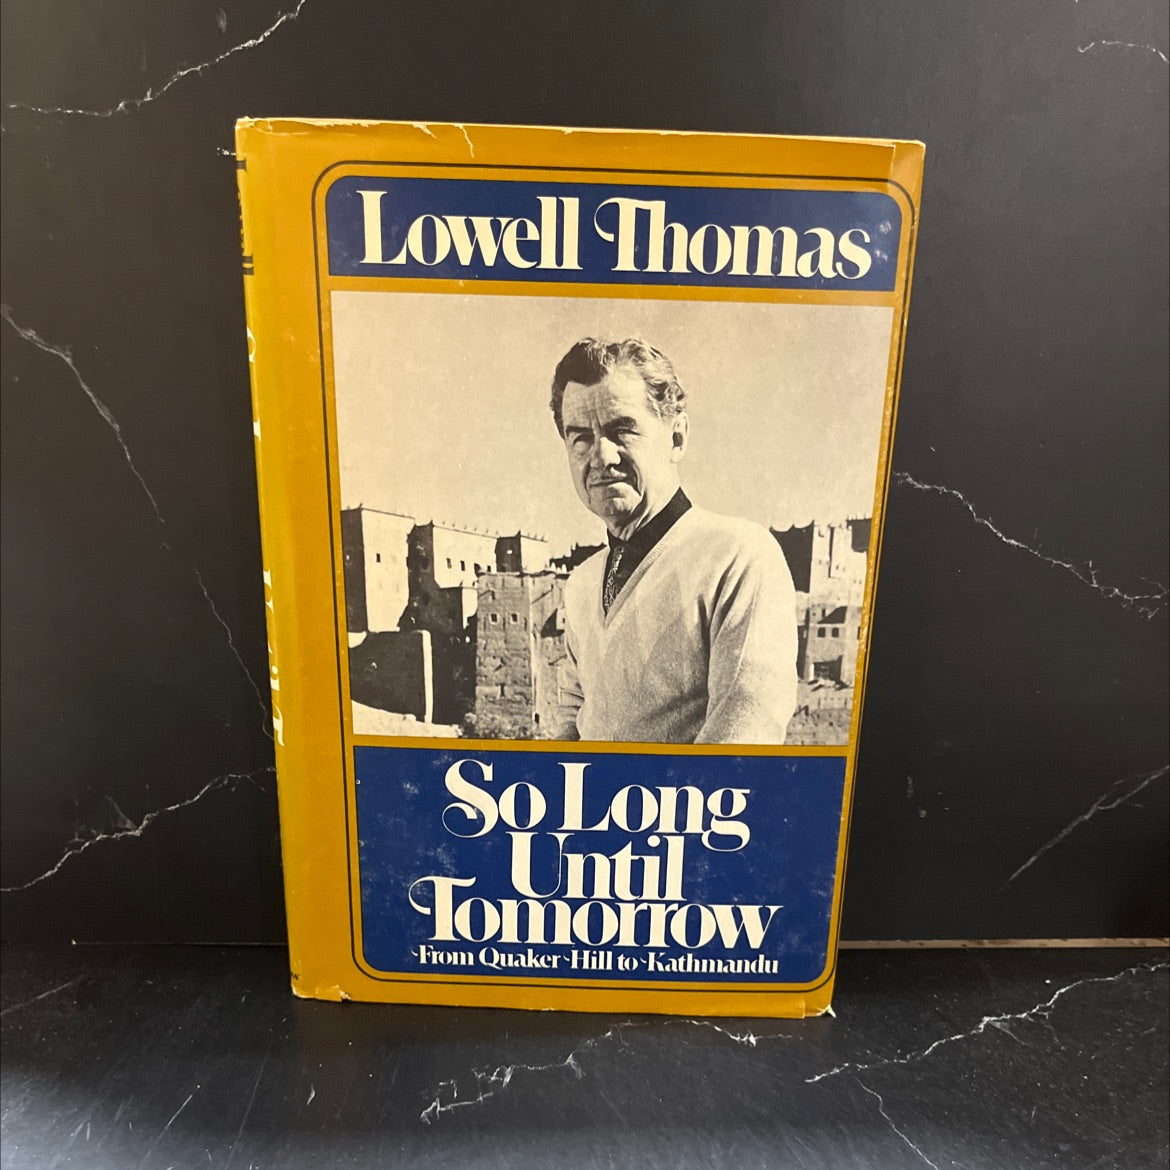 Lowell Thomas
So Long
Until
Tomorrow
From Quaker Hill to Kathmandu